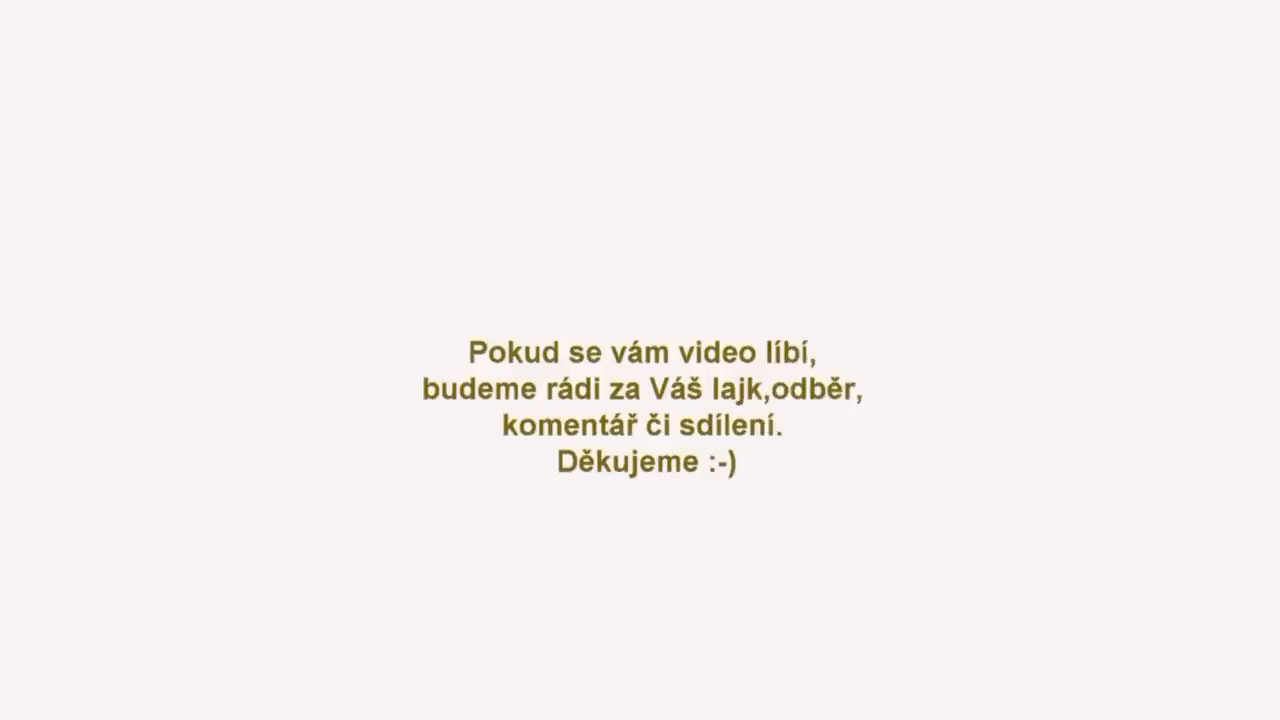 Pokud se vám video líbí,
budeme rádi za Váš lajk,odběr,
komentář či sdílení.
Děkujeme :-)